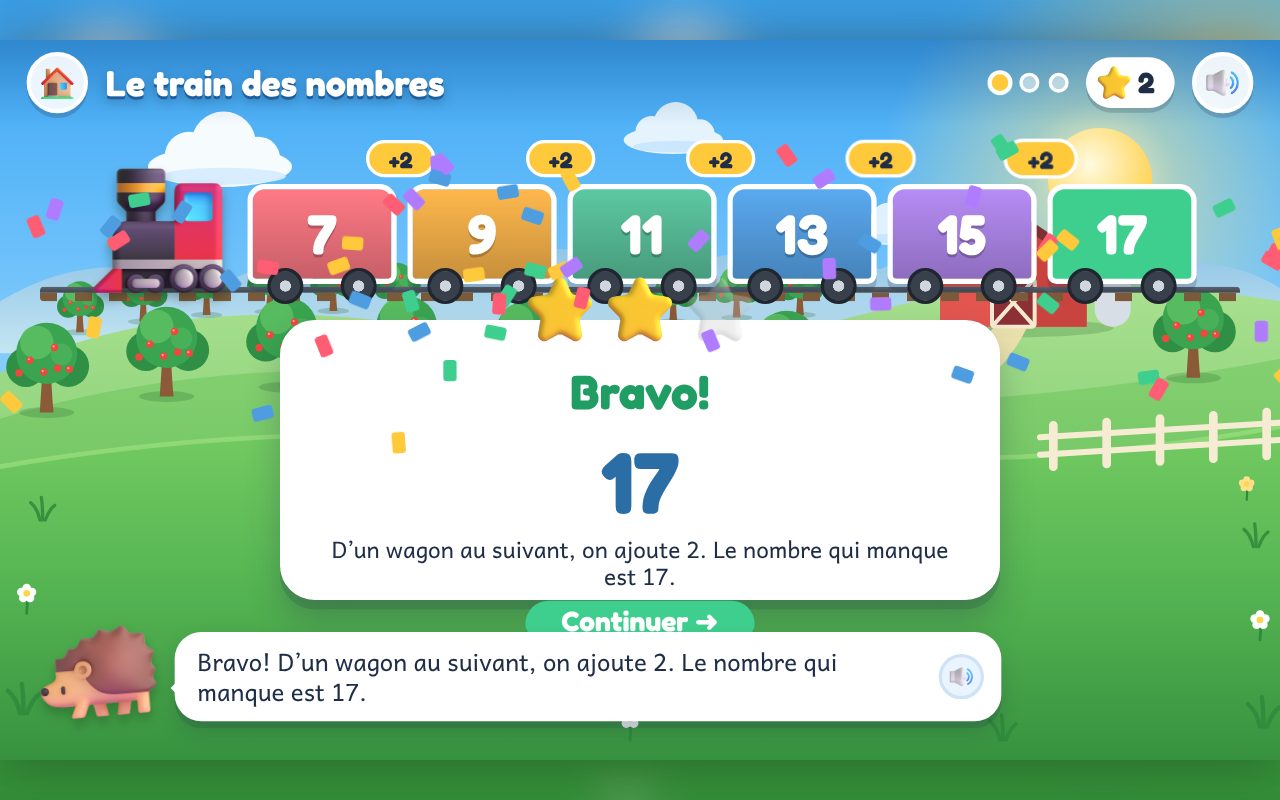 Le train des nombres
2
+2 +2 +2 +2 +2
7 9 11 13 15 17
Bravo!
17
D’un wagon au suivant, on ajoute 2. Le nombre qui manque
est 17.
Continuer →
Bravo! D’un wagon au suivant, on ajoute 2. Le nombre qui
manque est 17.